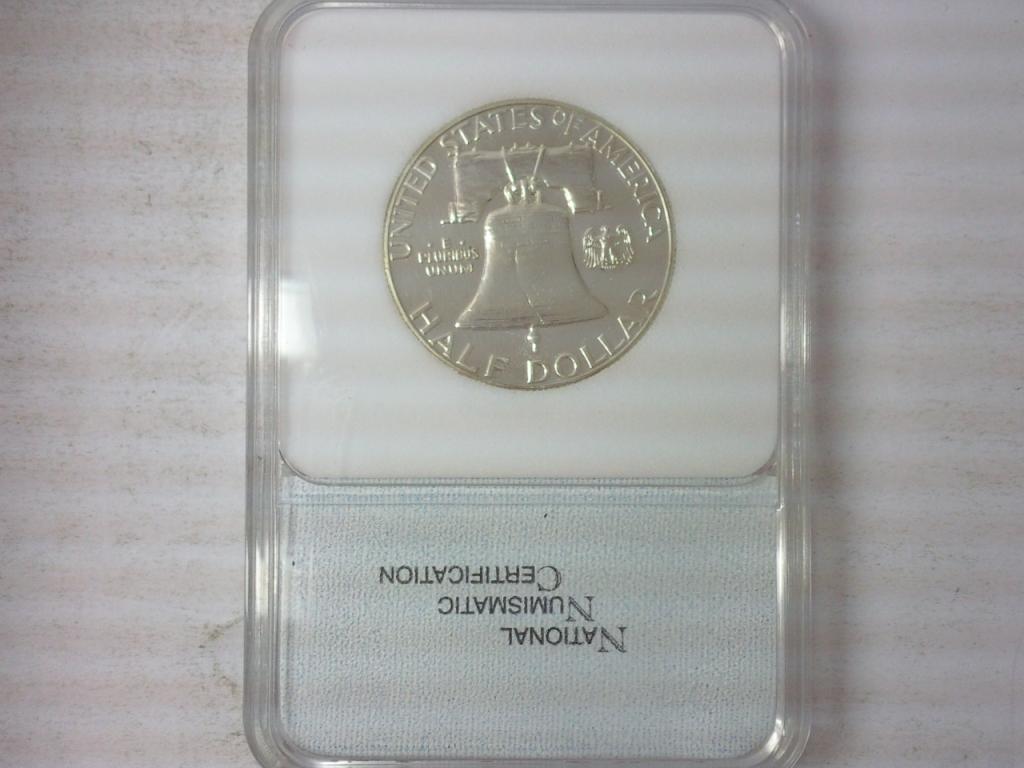 UNITED STATES OF AMERICA
E
PLURIBUS
UNUM
HALF DOLLAR
NATIONAL
NUMISMATIC
CERTIFICATION